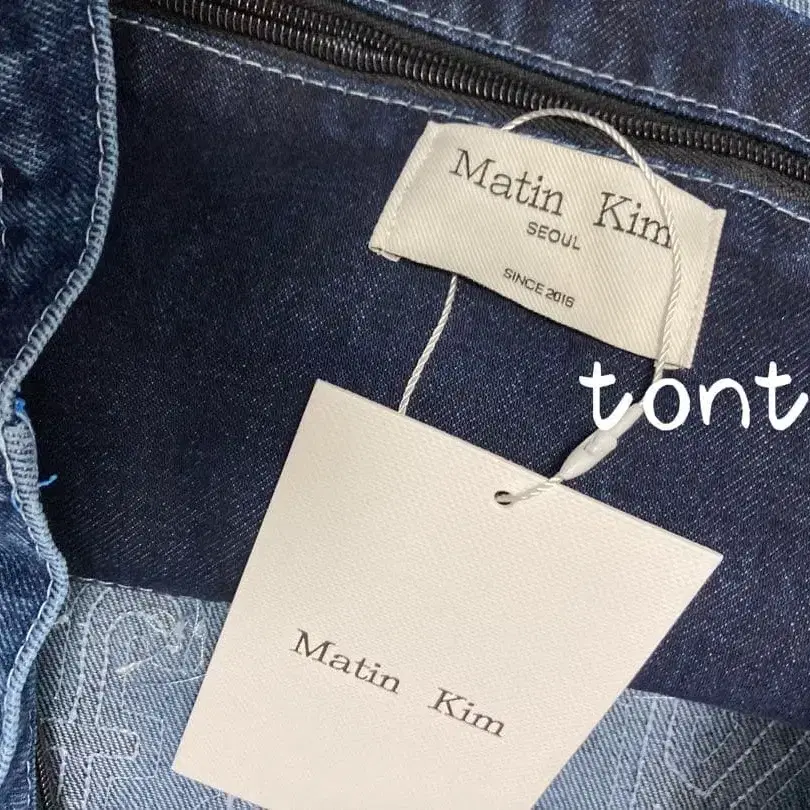 Matin Kim
SEOUL
SINCE 2016
tont
Matin Kim